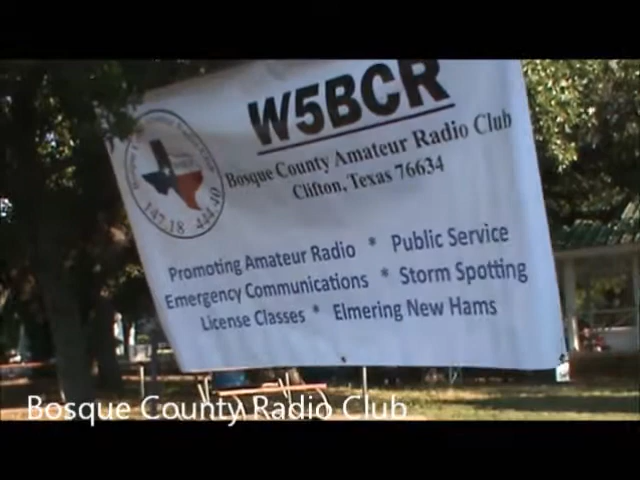 W5BCR
Bosque County Amateur Radio Club
Clifton, Texas 76634
147.18 444.40
Promoting Amateur Radio * Public Service
Emergency Communications * Storm Spotting
License Classes * Elmering New Hams
Bosque County Radio Club